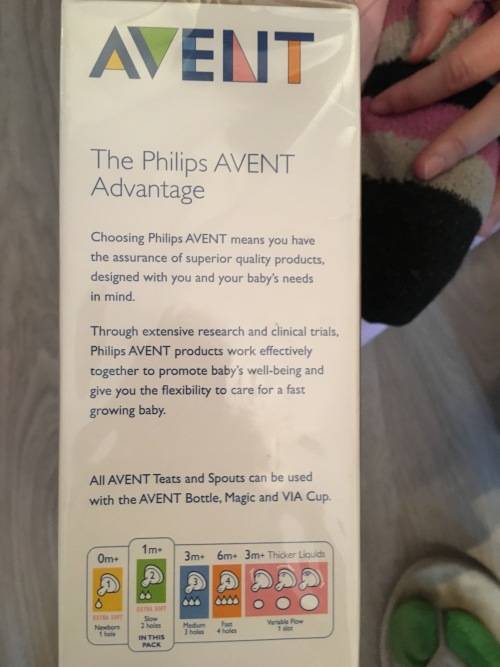 AVENT
The Philips AVENT
Advantage
Choosing Philips AVENT means you have
the assurance of superior quality products,
designed with you and your baby's needs
in mind.
Through extensive research and clinical trials,
Philips AVENT products work effectively
together to promote baby's well-being and
give you the flexibility to care for a fast
growing baby.
All AVENT Teats and Spouts can be used
with the AVENT Bottle, Magic and VIA Cup.
0m+ 1m+ 3m+ 6m+ 3m+ Thicker Liquids
1 2 3 4
EXTRA SOFT EXTRA SOFT
Newborn Slow Medium Fast Variable Flow
1 hole 2 holes 3 holes 4 holes 1 slot
IN THIS
PACK